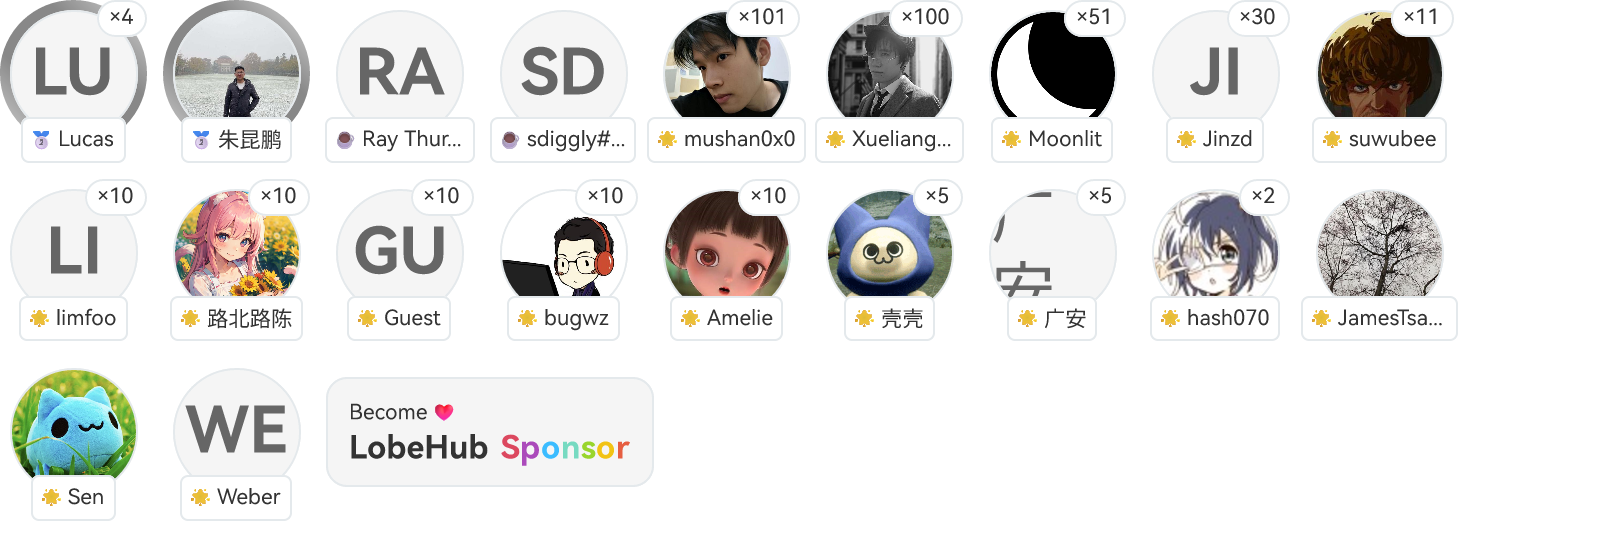 ×4
LU
Lucas
朱昆鹏
RA
Ray Thur...
SD
sdiggly#...
×101
mushan0x0
×100
Xueliang...
×51
Moonlit
×30
JI
Jinzd
×11
suwubee
×10
LI
limfoo
×10
路北路陈
×10
GU
Guest
×10
bugwz
×10
Amelie
×5
壳壳
×5
广安
广安
×2
hash070
JamesTsa...
Sen
WE
Weber
Become
LobeHub Sponsor